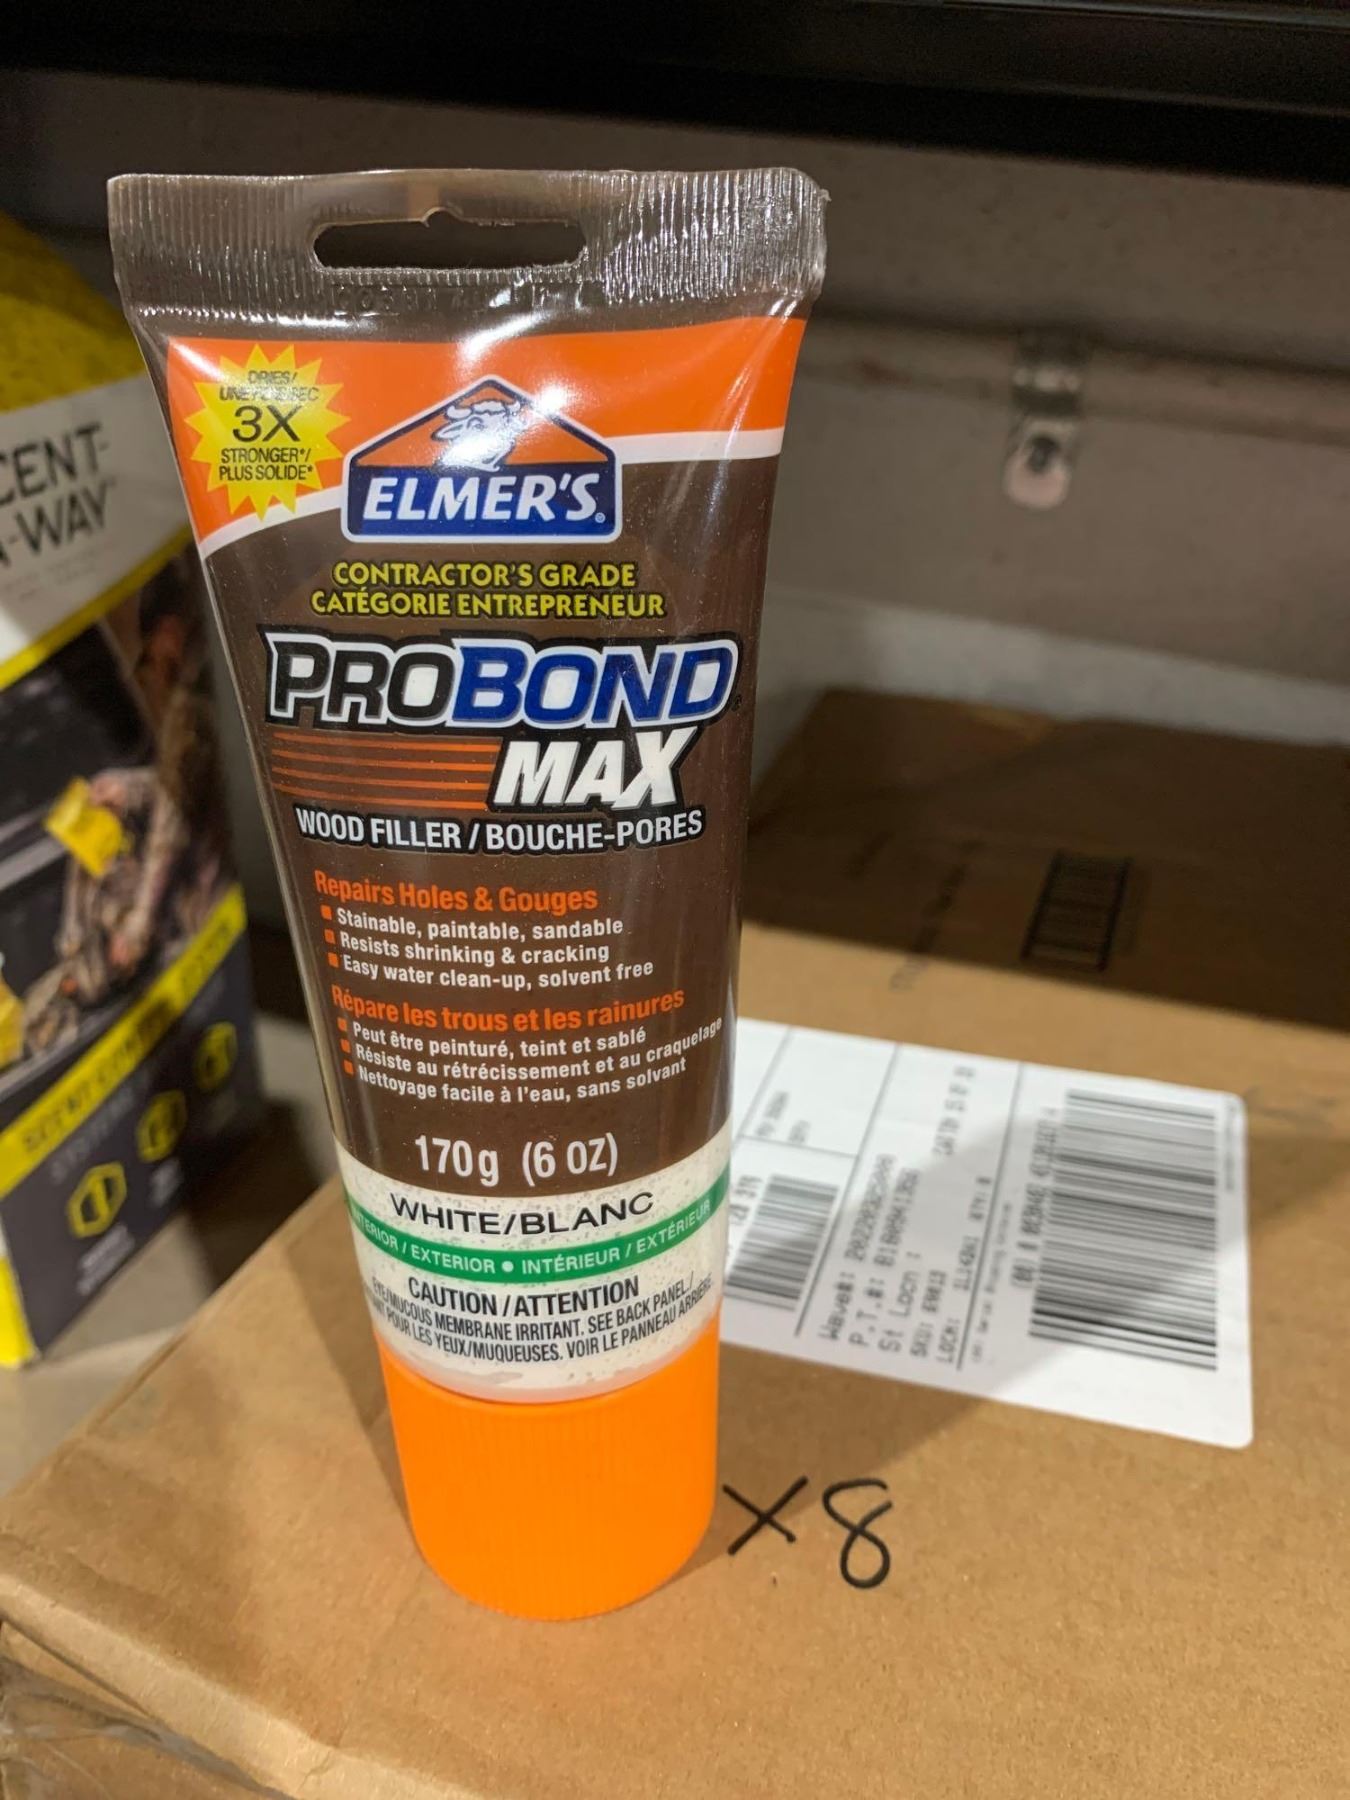 DRIES/
3X
STRONGER*/
PLUS SOLIDE*
ELMER'S
CONTRACTOR'S GRADE
CATÉGORIE ENTREPRENEUR
PROBOND
MAX
WOOD FILLER / BOUCHE-PORES
Repairs Holes & Gouges
Stainable, paintable, sandable
Resists shrinking & cracking
Easy water clean-up, solvent free
Répare les trous et les rainures
Peut être peinturé, teint et sablé
Résiste au rétrécissement et au craquelage
Nettoyage facile à l'eau, sans solvant
170g (6 OZ)
WHITE/BLANC
/ EXTERIOR • INTÉRIEUR / EXTÉRIEUR
CAUTION / ATTENTION
EYE/MUCOUS MEMBRANE IRRITANT. SEE BACK PANEL/
POUR LES YEUX/MUQUEUSES. VOIR LE PANNEAU ARRIÈRE.
X8
CENT-
-WAY
P.T.#:
St Locn :